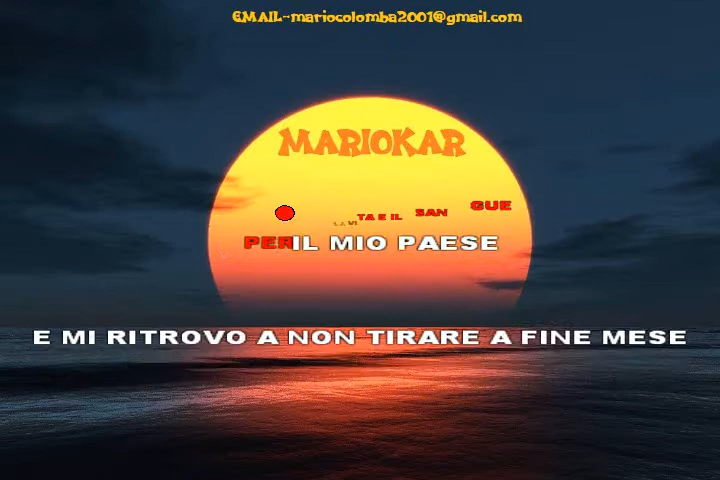 EMAIL-mariocolomba2001@gmail.com
MARIOKAR
TA E IL SAN GUE
PER IL MIO PAESE
E MI RITROVO A NON TIRARE A FINE MESE